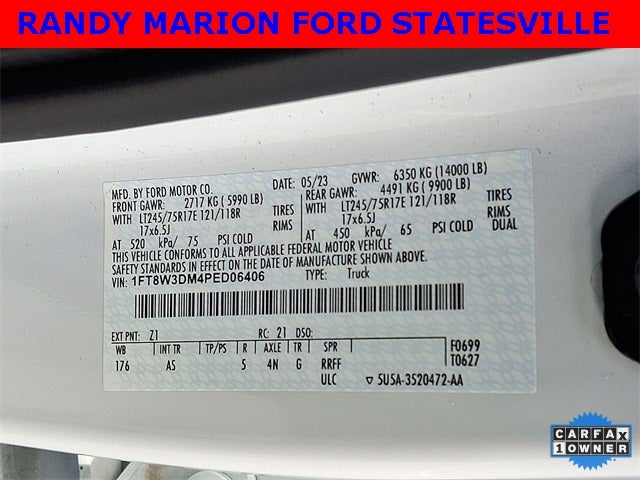 RANDY MARION FORD STATESVILLE
MFD. BY FORD MOTOR CO. DATE: 05/23 GVWR: 6350 KG (14000 LB)
FRONT GAWR: 2717 KG (5990 LB) REAR GAWR: 4491 KG (9900 LB)
WITH LT245/75R17E 121/118R TIRES WITH LT245/75R17E 121/118R TIRES
17x6.5J RIMS 17x6.5J RIMS
AT 520 kPa/ 75 PSI COLD AT 450 kPa/ 65 PSI COLD DUAL
THIS VEHICLE CONFORMS TO ALL APPLICABLE FEDERAL MOTOR VEHICLE
SAFETY STANDARDS IN EFFECT ON THE DATE OF MANUFACTURE SHOWN ABOVE.
VIN: 1FT8W3DM4PED06406 TYPE: Truck
EXT PNT: Z1 RC: 21 DSO:
WB INT TR TP/PS R AXLE TR SPR F0699
176 AS 5 4N G RRFF T0627
ULC ▽ 5U5A-3520472-AA
CARFAX
1 OWNER